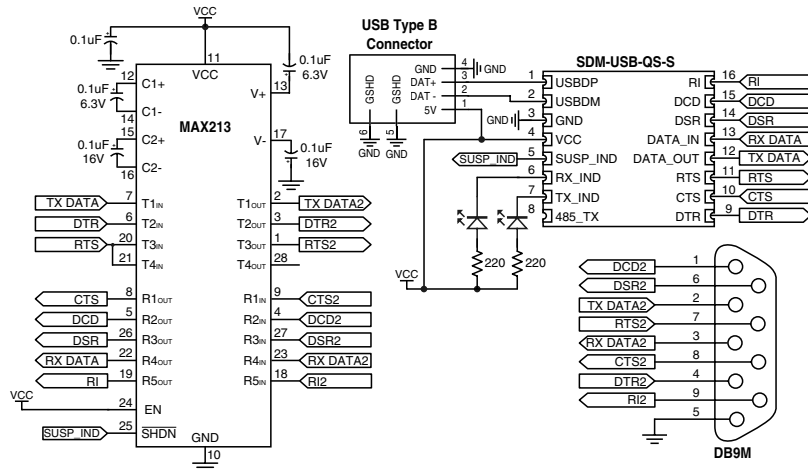 VCC
0.1uF
+
11
VCC
MAX213
0.1uF
6.3V
12 C1+
14 C1-
0.1uF
16V
15 C2+
16 C2-
V+ 13
0.1uF
6.3V
V- 17
0.1uF
16V
TX DATA 7 T1IN
DTR 6 T2IN
RTS 20 T3IN
21 T4IN
T1OUT 2 TX DATA2
T2OUT 3 DTR2
T3OUT 1 RTS2
T4OUT 28
CTS 8 R1OUT
DCD 5 R2OUT
DSR 26 R3OUT
RX DATA 22 R4OUT
RI 19 R5OUT
R1IN 9 CTS2
R2IN 4 DCD2
R3IN 27 DSR2
R4IN 23 RX DATA2
R5IN 18 RI2
VCC
24 EN
SUSP_IND 25 SHDN
GND
10
USB Type B
Connector
GND 4 GND
DAT+ 3
DAT - 2
5V 1
GSHD
GSHD
6
5
GND
GND
SDM-USB-QS-S
1 USBDP
2 USBDM
GND 3 GND
4 VCC
SUSP_IND 5 SUSP_IND
6 RX_IND
7 TX_IND
8 485_TX
RI 16 RI
DCD 15 DCD
DSR 14 DSR
DATA_IN 13 RX DATA
DATA_OUT 12 TX DATA
RTS 11 RTS
CTS 10 CTS
DTR 9 DTR
220
220
VCC
DCD2 1
DSR2 6
TX DATA2 2
RTS2 7
RX DATA2 3
CTS2 8
DTR2 4
RI2 9
5
DB9M